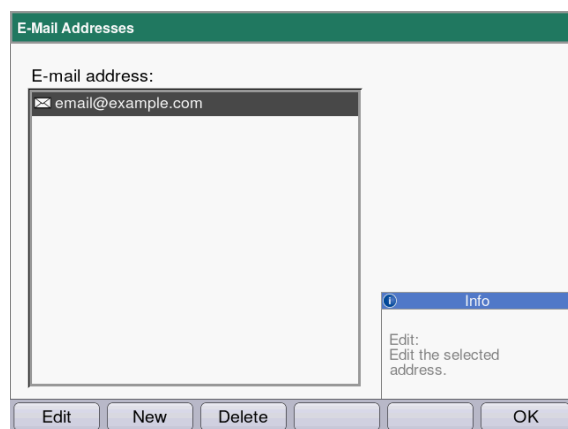 E-Mail Addresses
E-mail address:
email@example.com
Info
Edit:
Edit the selected
address.
Edit
New
Delete
OK